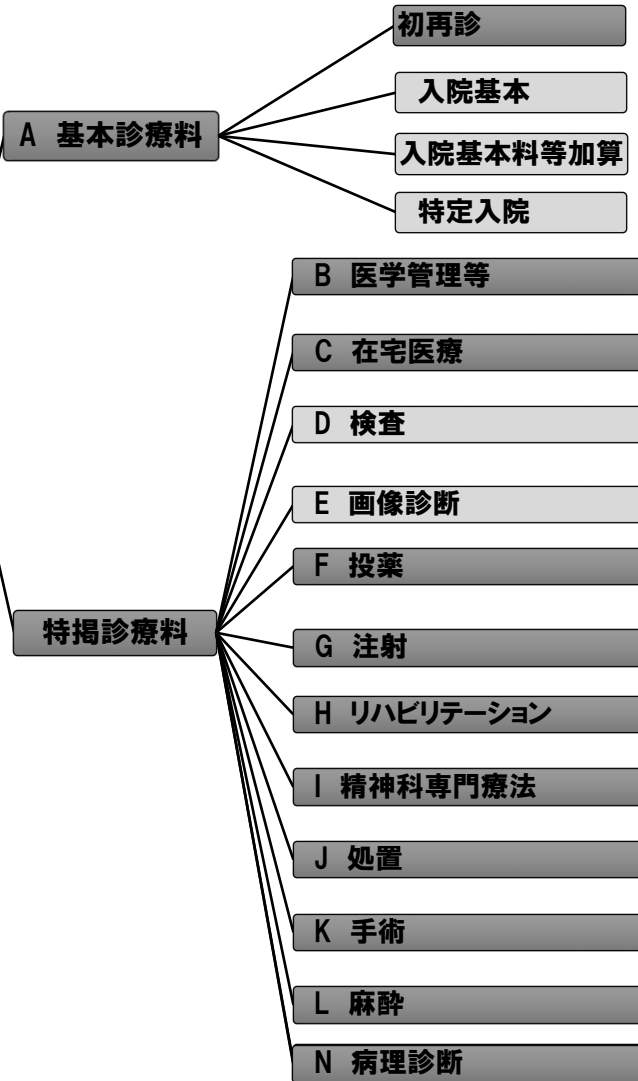 初再診
入院基本
A 基本診療料
入院基本料等加算
特定入院
B 医学管理等
C 在宅医療
D 検査
E 画像診断
F 投薬
特掲診療料
G 注射
H リハビリテーション
I 精神科専門療法
J 処置
K 手術
L 麻酔
N 病理診断